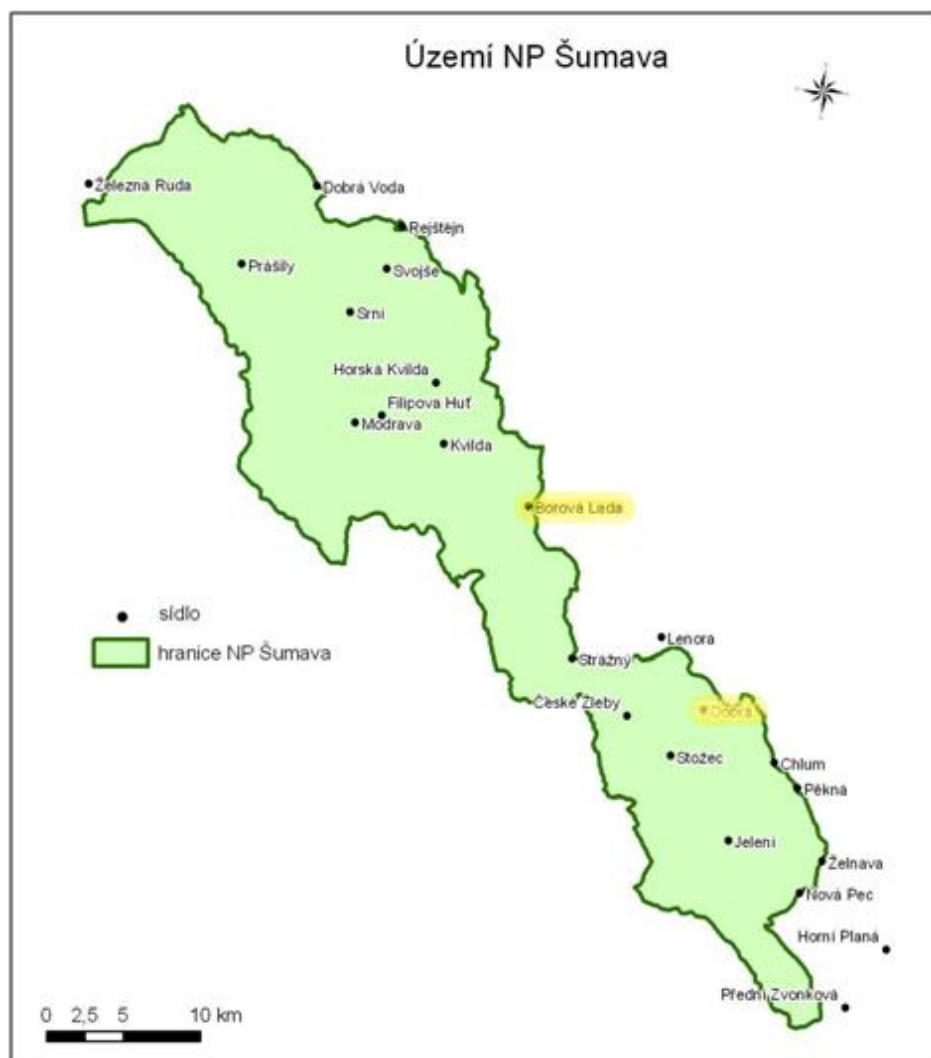 Území NP Šumava
Železná Ruda
Dobrá Voda
Rejštejn
Prášily
Svojše
Srní
Horská Kvilda
Filipova Huť
Modrava
Kvilda
Borová Lada
sídlo
hranice NP Šumava
Lenora
Strážný
České Žleby
Dobrá
Stožec
Chlum
Pěkná
Jelení
Želnava
Nová Pec
Horní Planá
Přední Zvonková
0 2,5 5 10 km